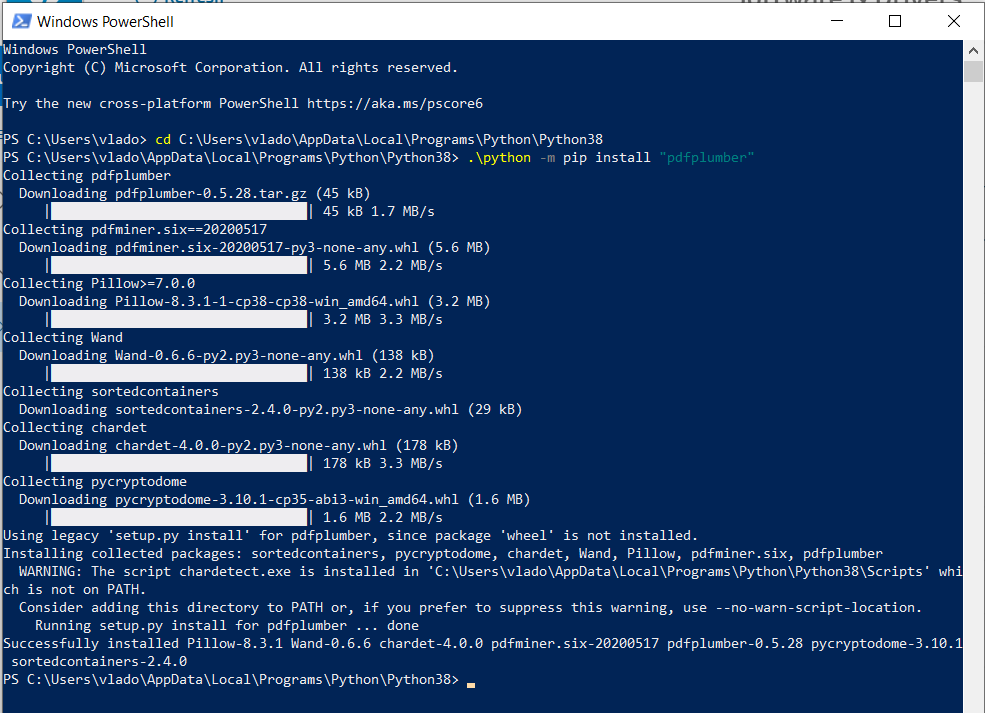 Windows PowerShell
Windows PowerShell
Copyright (C) Microsoft Corporation. All rights reserved.
Try the new cross-platform PowerShell https://aka.ms/pscore6
PS C:\Users\vlado> cd C:\Users\vlado\AppData\Local\Programs\Python\Python38
PS C:\Users\vlado\AppData\Local\Programs\Python\Python38> .\python -m pip install "pdfplumber"
Collecting pdfplumber
  Downloading pdfplumber-0.5.28.tar.gz (45 kB)
     |                                | 45 kB 1.7 MB/s
Collecting pdfminer.six==20200517
  Downloading pdfminer.six-20200517-py3-none-any.whl (5.6 MB)
     |                                | 5.6 MB 2.2 MB/s
Collecting Pillow>=7.0.0
  Downloading Pillow-8.3.1-1-cp38-cp38-win_amd64.whl (3.2 MB)
     |                                | 3.2 MB 3.3 MB/s
Collecting Wand
  Downloading Wand-0.6.6-py2.py3-none-any.whl (138 kB)
     |                                | 138 kB 2.2 MB/s
Collecting sortedcontainers
  Downloading sortedcontainers-2.4.0-py2.py3-none-any.whl (29 kB)
Collecting chardet
  Downloading chardet-4.0.0-py2.py3-none-any.whl (178 kB)
     |                                | 178 kB 3.3 MB/s
Collecting pycryptodome
  Downloading pycryptodome-3.10.1-cp35-abi3-win_amd64.whl (1.6 MB)
     |                                | 1.6 MB 2.2 MB/s
Using legacy 'setup.py install' for pdfplumber, since package 'wheel' is not installed.
Installing collected packages: sortedcontainers, pycryptodome, chardet, Wand, Pillow, pdfminer.six, pdfplumber
  WARNING: The script chardetect.exe is installed in 'C:\Users\vlado\AppData\Local\Programs\Python\Python38\Scripts' whi
ch is not on PATH.
  Consider adding this directory to PATH or, if you prefer to suppress this warning, use --no-warn-script-location.
    Running setup.py install for pdfplumber ... done
Successfully installed Pillow-8.3.1 Wand-0.6.6 chardet-4.0.0 pdfminer.six-20200517 pdfplumber-0.5.28 pycryptodome-3.10.1
 sortedcontainers-2.4.0
PS C:\Users\vlado\AppData\Local\Programs\Python\Python38>